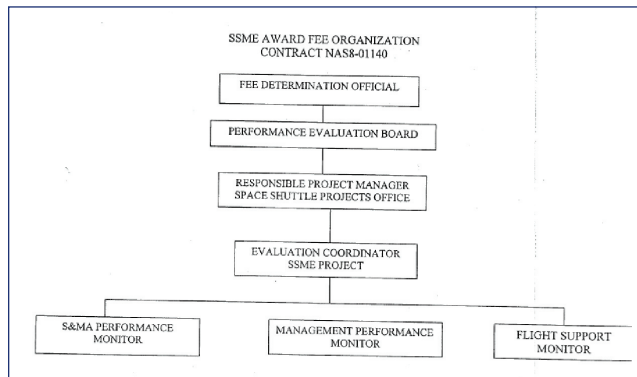 SSME AWARD FEE ORGANIZATION
CONTRACT NAS8-01140
FEE DETERMINATION OFFICIAL
PERFORMANCE EVALUATION BOARD
RESPONSIBLE PROJECT MANAGER
SPACE SHUTTLE PROJECTS OFFICE
EVALUATION COORDINATOR
SSME PROJECT
S&MA PERFORMANCE
MONITOR
MANAGEMENT PERFORMANCE
MONITOR
FLIGHT SUPPORT
MONITOR